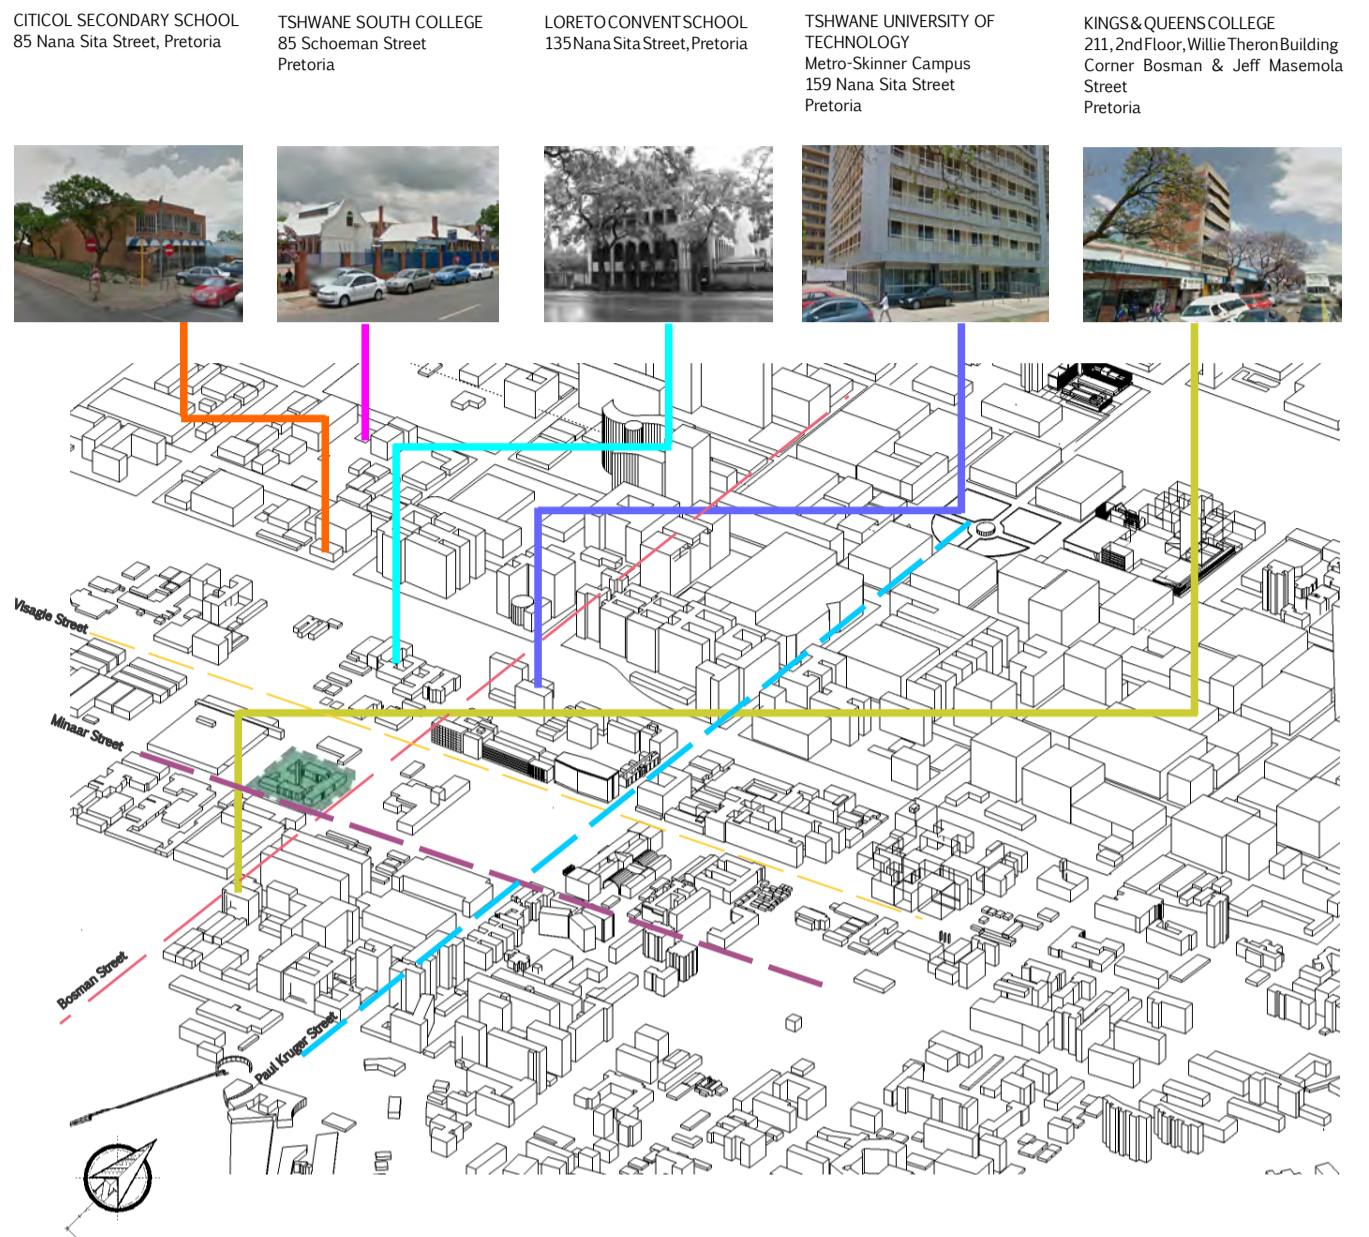 CITICOL SECONDARY SCHOOL
85 Nana Sita Street, Pretoria
TSHWANE SOUTH COLLEGE
85 Schoeman Street
Pretoria
LORETO CONVENT SCHOOL
135 Nana Sita Street, Pretoria
TSHWANE UNIVERSITY OF
TECHNOLOGY
Metro-Skinner Campus
159 Nana Sita Street
Pretoria
KINGS & QUEENS COLLEGE
211, 2nd Floor, Willie Theron Building
Corner Bosman & Jeff Masemola
Street
Pretoria
Visagie Street
Minaar Street
Bosman Street
Paul Kruger Street